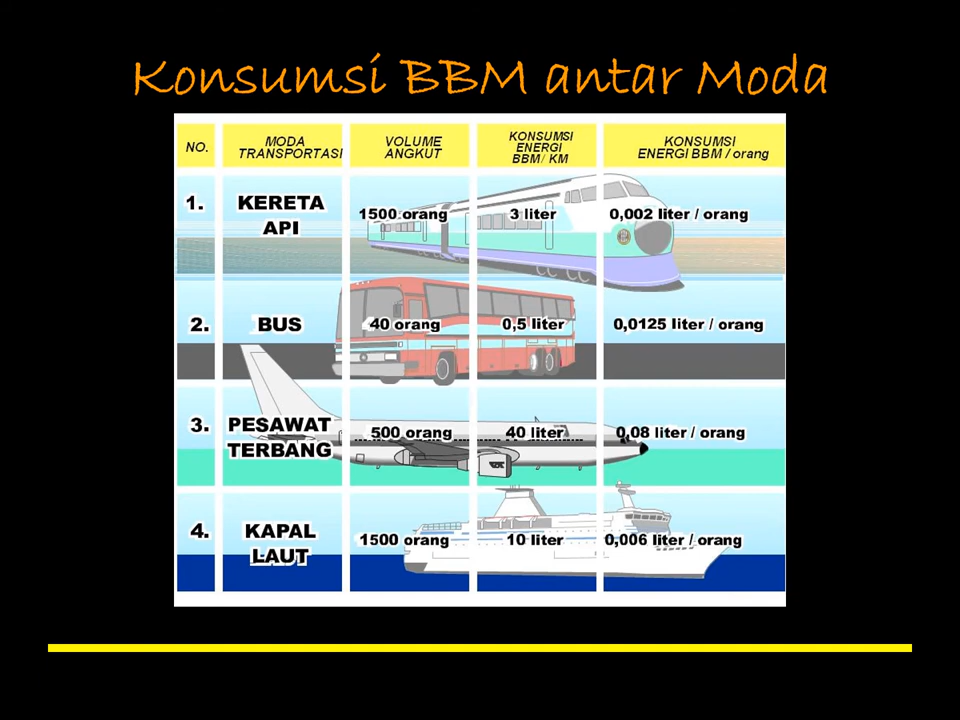 Konsumsi BBM antar Moda
NO.
MODA
TRANSPORTASI
VOLUME
ANGKUT
KONSUMSI
ENERGI
BBM/ KM
KONSUMSI
ENERGI BBM / orang
1.
KERETA
API
1500 orang
3 liter
0,002 liter / orang
2.
BUS
40 orang
0,5 liter
0,0125 liter / orang
3.
PESAWAT
TERBANG
500 orang
40 liter
0,08 liter / orang
4.
KAPAL
LAUT
1500 orang
10 liter
0,006 liter / orang